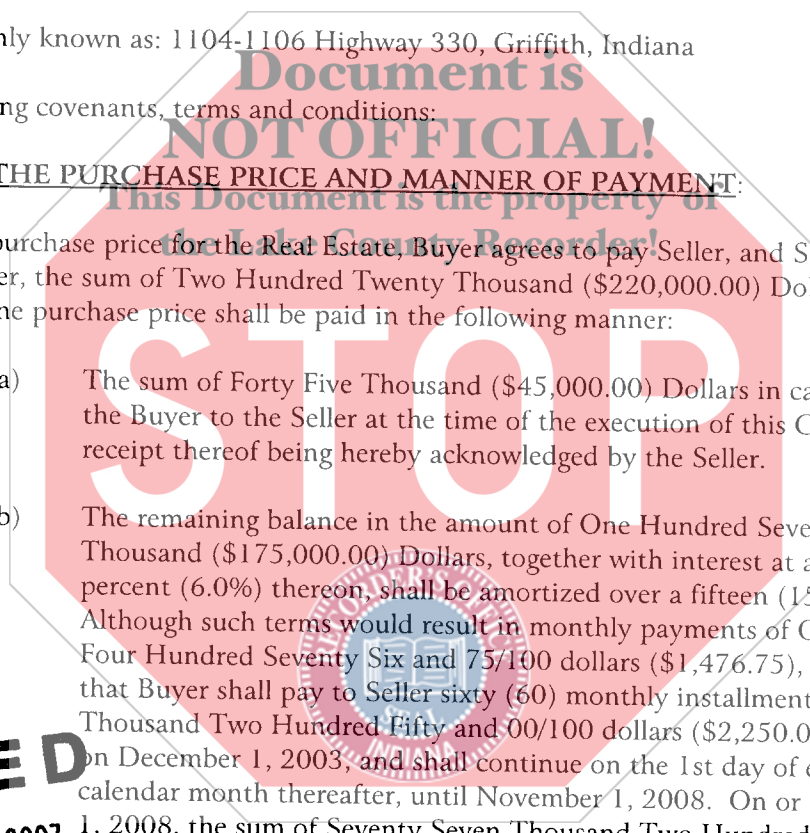 nly known as: 1104-1106 Highway 330, Griffith, Indiana
Document is
ng covenants, terms and conditions:
NOT OFFICIAL!
THE PURCHASE PRICE AND MANNER OF PAYMENT:
This Document is the property of
the Lake County Recorder!
purchase price for the Real Estate, Buyer agrees to pay Seller, and S
er, the sum of Two Hundred Twenty Thousand ($220,000.00) Do
ne purchase price shall be paid in the following manner:
STOP
a) The sum of Forty Five Thousand ($45,000.00) Dollars in ca
the Buyer to the Seller at the time of the execution of this C
receipt thereof being hereby acknowledged by the Seller.
b) The remaining balance in the amount of One Hundred Seve
Thousand ($175,000.00) Dollars, together with interest at a
percent (6.0%) thereon, shall be amortized over a fifteen (15
Although such terms would result in monthly payments of O
Four Hundred Seventy Six and 75/100 dollars ($1,476.75),
that Buyer shall pay to Seller sixty (60) monthly installment
Thousand Two Hundred Fifty and 00/100 dollars ($2,250.0
on December 1, 2003, and shall continue on the 1st day of e
calendar month thereafter, until November 1, 2008. On or
1, 2008, the sum of Seventy Seven Thousand Two Hundred
SEAL
INDIANA
ED
2007